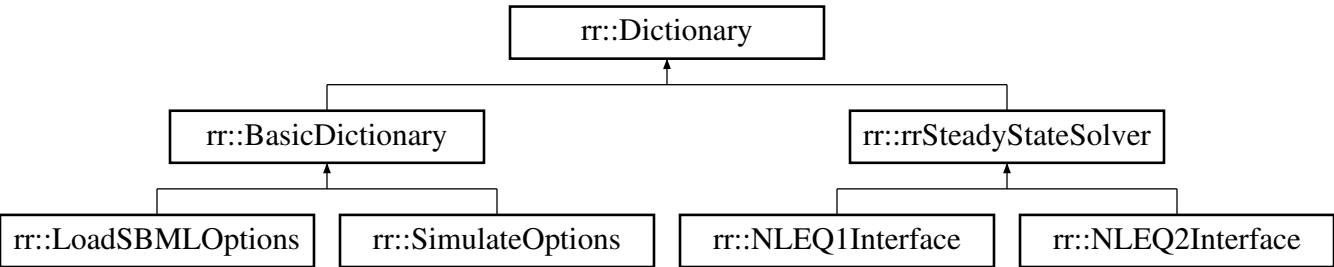 rr::Dictionary
rr::BasicDictionary
rr::rrSteadyStateSolver
rr::LoadSBMLOptions
rr::SimulateOptions
rr::NLEQ1Interface
rr::NLEQ2Interface